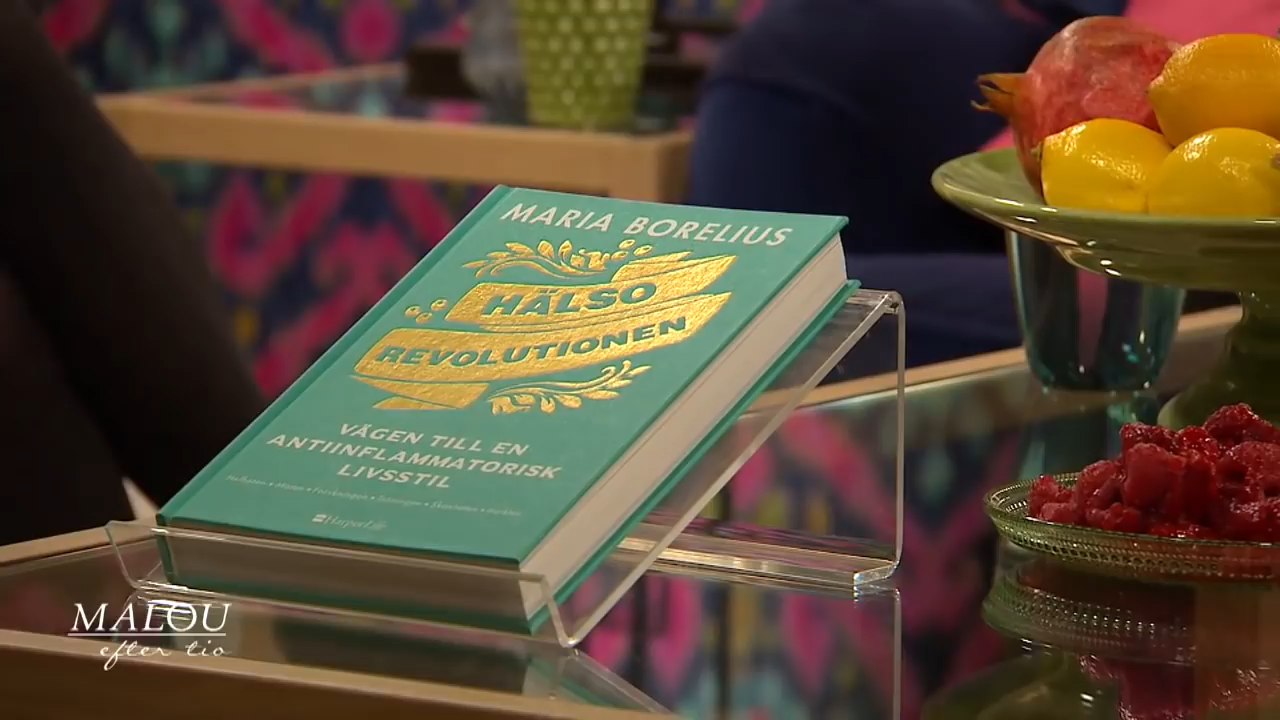 MARIA BORELIUS
HÄLSO
REVOLUTIONEN
VÄGEN TILL EN
ANTIINFLAMMATORISK
LIVSSTIL
HarperLife
MALOU
efter tio